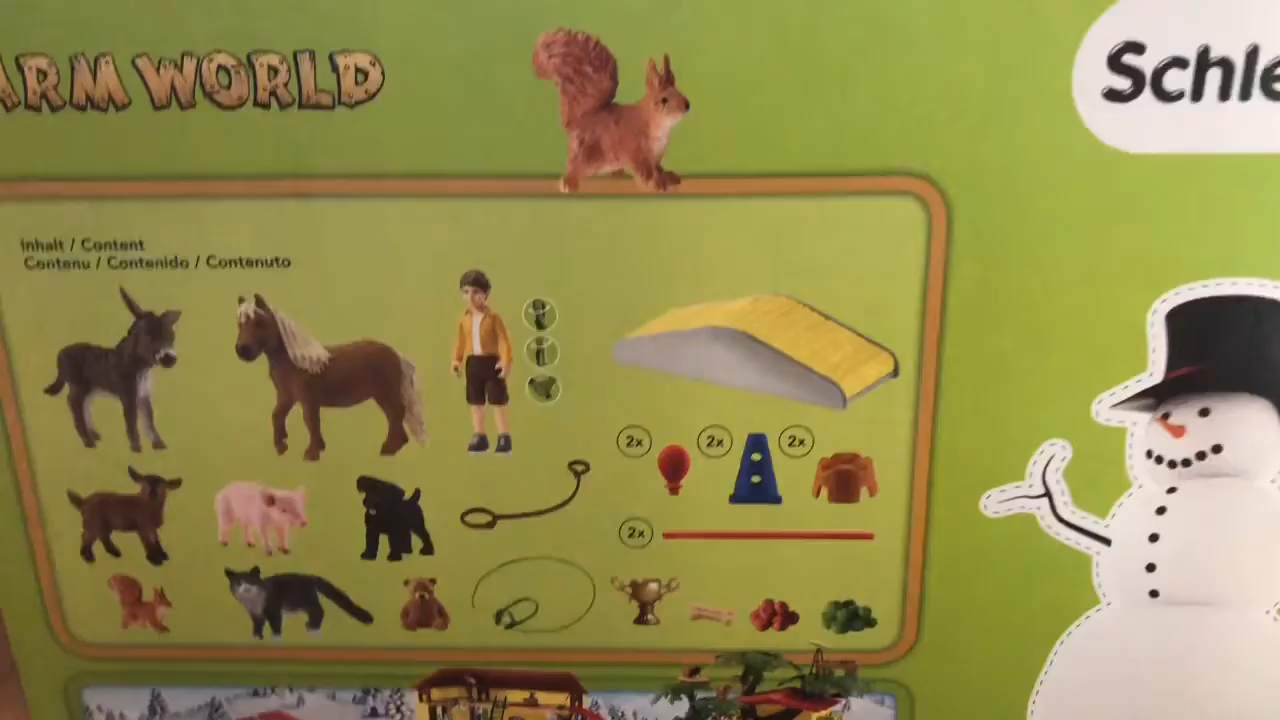 ARM WORLD
Schle
Inhalt / Content
Contenu / Contenido / Contenuto
2x 2x 2x
2x